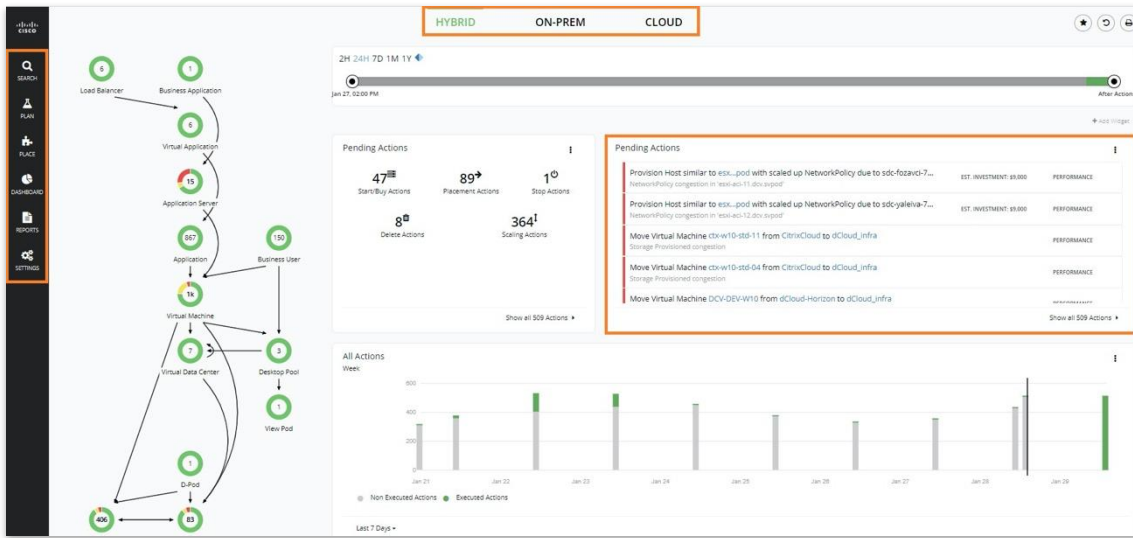 CISCO
HYBRID ON-PREM CLOUD
SEARCH
PLAN
PLACE
DASHBOARD
REPORTS
SETTINGS
6
Load Balancer
1
Business Application
6
Virtual Application
15
Application Server
867
Application
150
Business User
1k
Virtual Machine
7
Virtual Data Center
3
Desktop Pool
1
View Pod
1
D-Pod
406
83
2H 24H 7D 1M 1Y
Jan 27, 02:00 PM
After Action
+ Add Widget
Pending Actions
47
Start/Buy Actions
89
Placement Actions
1
Stop Actions
8
Delete Actions
364
Scaling Actions
Show all 509 Actions
Pending Actions
Provision Host similar to esx...pod with scaled up NetworkPolicy due to sdc-fozavci-7... EST. INVESTMENT: $9,000 PERFORMANCE
NetworkPolicy congestion in 'esxi-aci-11.dcv.svpod'
Provision Host similar to esx...pod with scaled up NetworkPolicy due to sdc-yaleiva-7... EST. INVESTMENT: $9,000 PERFORMANCE
NetworkPolicy congestion in 'esxi-aci-12.dcv.svpod'
Move Virtual Machine ctx-w10-std-11 from CitrixCloud to dCloud_infra PERFORMANCE
Storage Provisioned congestion
Move Virtual Machine ctx-w10-std-04 from CitrixCloud to dCloud_infra PERFORMANCE
Storage Provisioned congestion
Move Virtual Machine DCV-DEV-W10 from dCloud-Horizon to dCloud_infra PERFORMANCE
Show all 509 Actions
All Actions
Week
600
400
200
0
Jan 21 Jan 22 Jan 23 Jan 24 Jan 25 Jan 26 Jan 27 Jan 28 Jan 29
Non Executed Actions Executed Actions
Last 7 Days